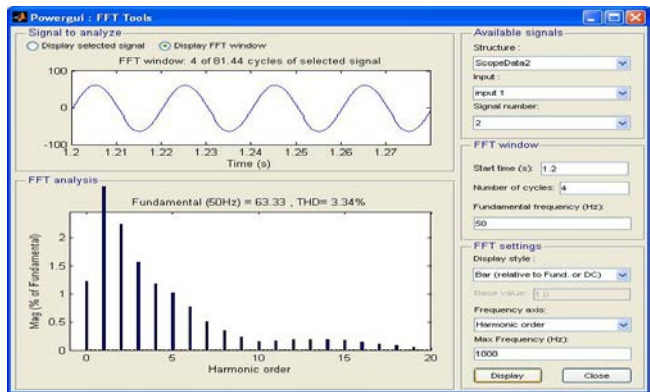 Powergui : FFT Tools
Signal to analyze
Display selected signal
Display FFT window
FFT window: 4 of 81.44 cycles of selected signal
100
0
-100
1.2 1.21 1.22 1.23 1.24 1.25 1.26 1.27
Time (s)
FFT analysis
Fundamental (50Hz) = 63.33 , THD= 3.34%
Mag (% of Fundamental)
2
1.5
1
0.5
0
0 5 10 15 20
Harmonic order
Available signals
Structure :
ScopeData2
Input :
input 1
Signal number:
2
FFT window
Start time (s): 1.2
Number of cycles: 4
Fundamental frequency (Hz):
50
FFT settings
Display style :
Bar (relative to Fund. or DC)
Base value: 1.0
Frequency axis:
Harmonic order
Max Frequency (Hz):
1000
Display
Close